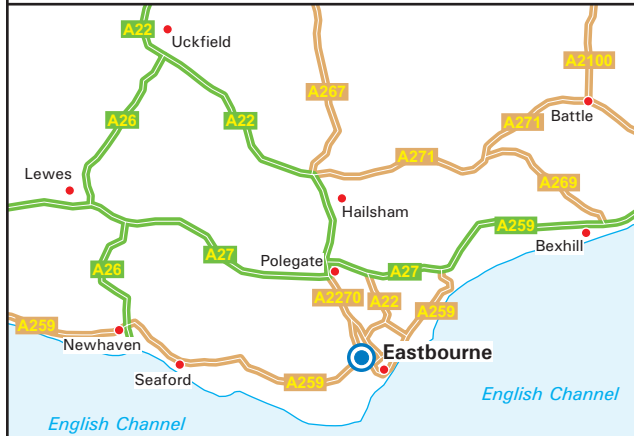 A22
Uckfield
A2100
A267
A26
A22
A271
Battle
A271
Lewes
A269
Hailsham
A259
Bexhill
A27
Polegate
A27
A26
A2270
A22
A259
A259
Newhaven
Eastbourne
Seaford
A259
English Channel
English Channel